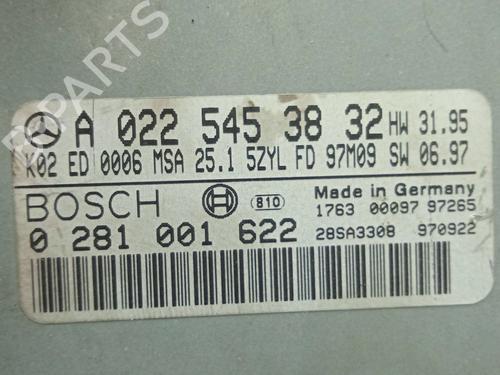 A 022 545 38 32 HW 31.95
K02 ED 0006 MSA 25.1 5ZYL FD 97M09 SW 06.97
BOSCH 810 Made in Germany
1763 00097 97265
0 281 001 622 28SA3308 970922
PARTS